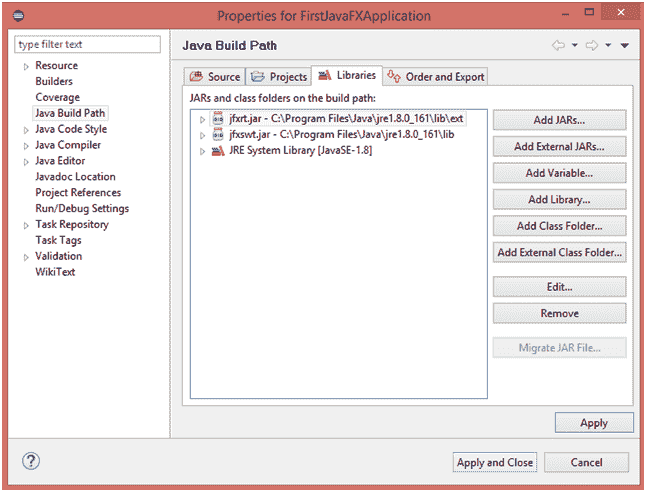 Properties for FirstJavaFXApplication
type filter text
Java Build Path
Resource
Builders
Coverage
Java Build Path
Java Code Style
Java Compiler
Java Editor
Javadoc Location
Project References
Run/Debug Settings
Task Repository
Task Tags
Validation
WikiText
Source Projects Libraries Order and Export
JARs and class folders on the build path:
jfxrt.jar - C:\Program Files\Java\jre1.8.0_161\lib\ext
jfxswt.jar - C:\Program Files\Java\jre1.8.0_161\lib
JRE System Library [JavaSE-1.8]
Add JARs...
Add External JARs...
Add Variable...
Add Library...
Add Class Folder...
Add External Class Folder...
Edit...
Remove
Migrate JAR File...
Apply
Apply and Close Cancel